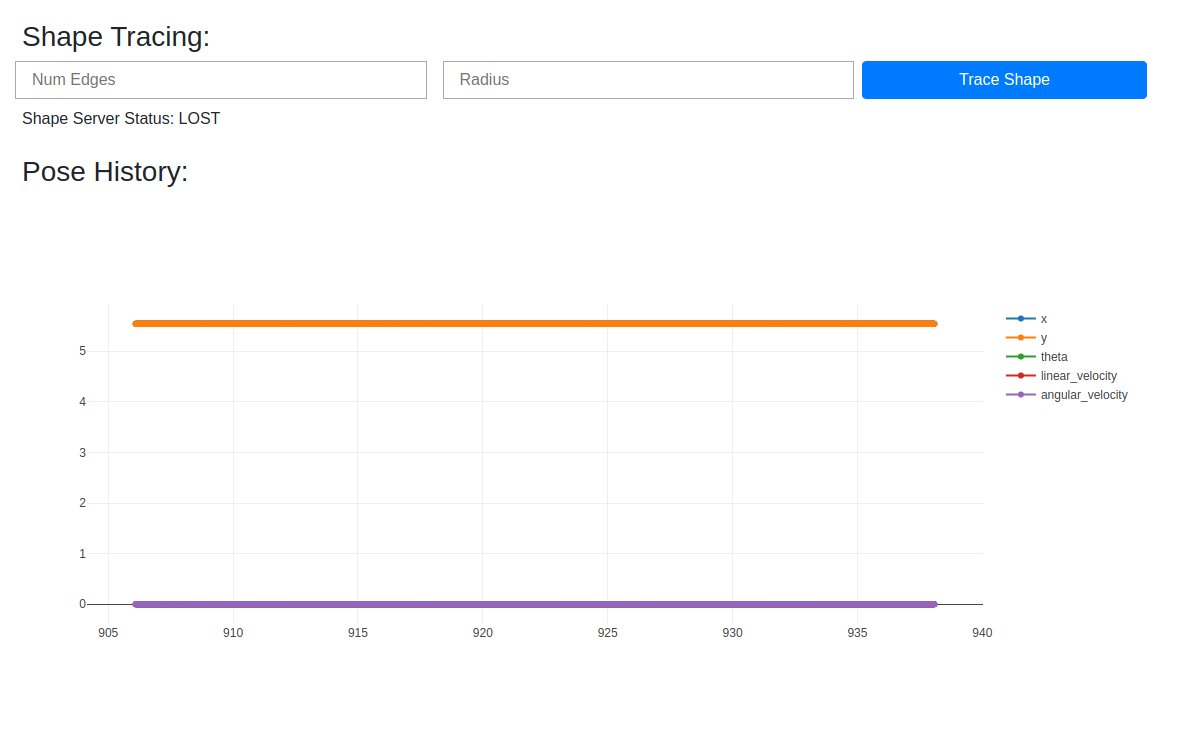 Shape Tracing:
Num Edges
Radius
Trace Shape
Shape Server Status: LOST
Pose History:
x
y
theta
linear_velocity
angular_velocity
5
4
3
2
1
0
905 910 915 920 925 930 935 940